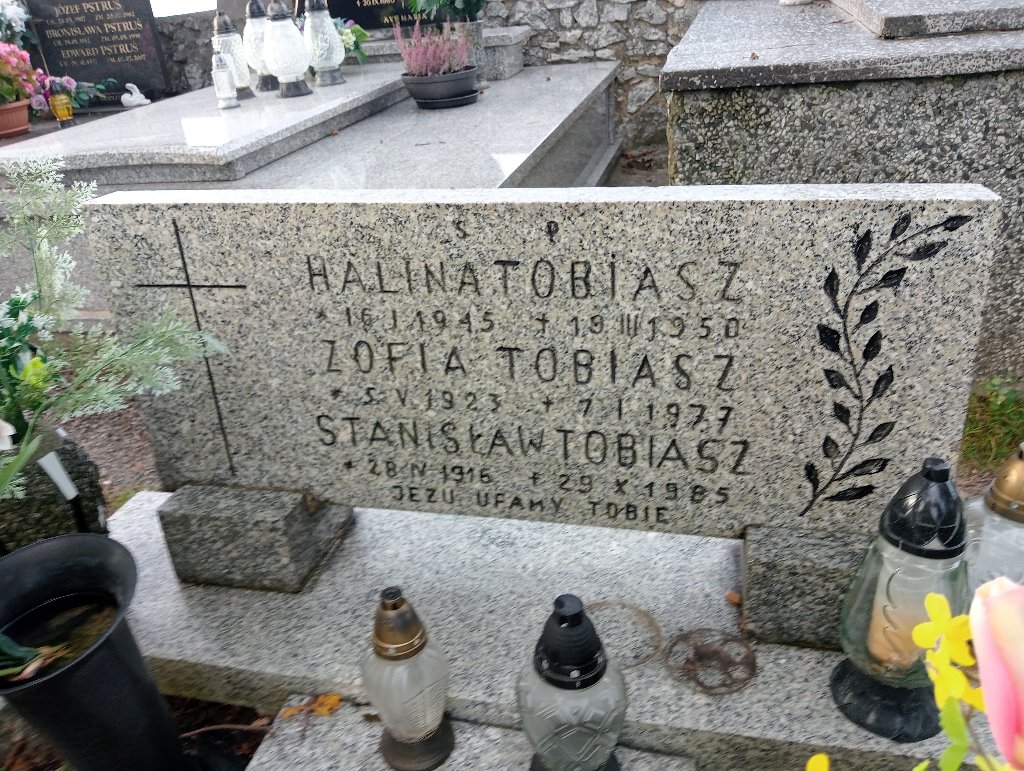 JÓZEF PSTRUŚ
BRONISŁAWA PSTRUŚ
EDWARD PSTRUŚ
S P
HALINA TOBIASZ
* 16 I 1945 + 19 III 1950
ZOFIA TOBIASZ
* 5 V 1923 + 7 I 1977
STANISŁAW TOBIASZ
* 28 IV 1916 + 29 X 1985
JEZU UFAMY TOBIE